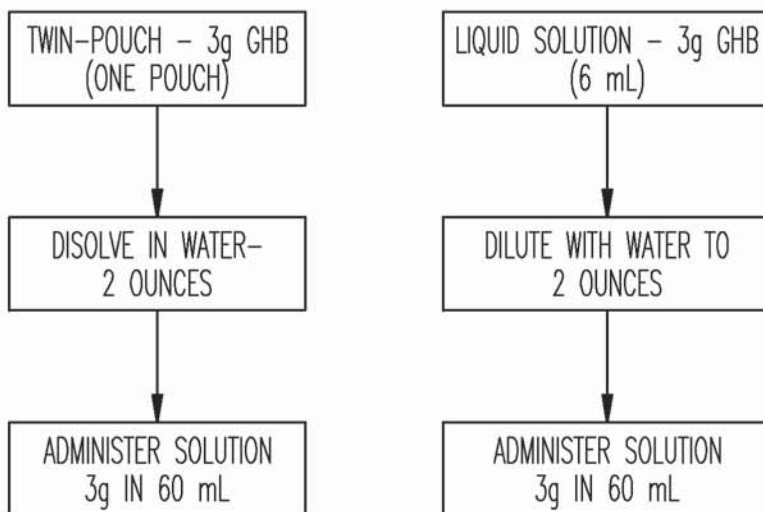 TWIN-POUCH - 3g GHB
(ONE POUCH)
DISOLVE IN WATER-
2 OUNCES
ADMINISTER SOLUTION
3g IN 60 mL
LIQUID SOLUTION - 3g GHB
(6 mL)
DILUTE WITH WATER TO
2 OUNCES
ADMINISTER SOLUTION
3g IN 60 mL